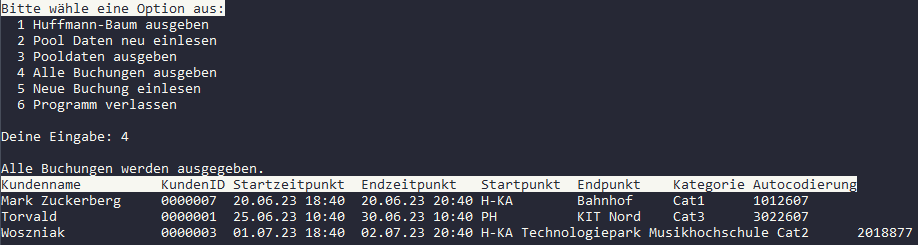 Bitte wähle eine Option aus:
1 Huffmann-Baum ausgeben
2 Pool Daten neu einlesen
3 Pooldaten ausgeben
4 Alle Buchungen ausgeben
5 Neue Buchung einlesen
6 Programm verlassen
Deine Eingabe: 4
Alle Buchungen werden ausgegeben.
Kundenname KundenID Startzeitpunkt Endzeitpunkt Startpunkt Endpunkt Kategorie Autocodierung
Mark Zuckerberg 0000007 20.06.23 18:40 20.06.23 20:40 H-KA Bahnhof Cat1 1012607
Torvald 0000001 25.06.23 10:40 30.06.23 10:40 PH KIT Nord Cat3 3022607
Woszniak 0000003 01.07.23 18:40 02.07.23 20:40 H-KA Technologiepark Musikhochschule Cat2 2018877